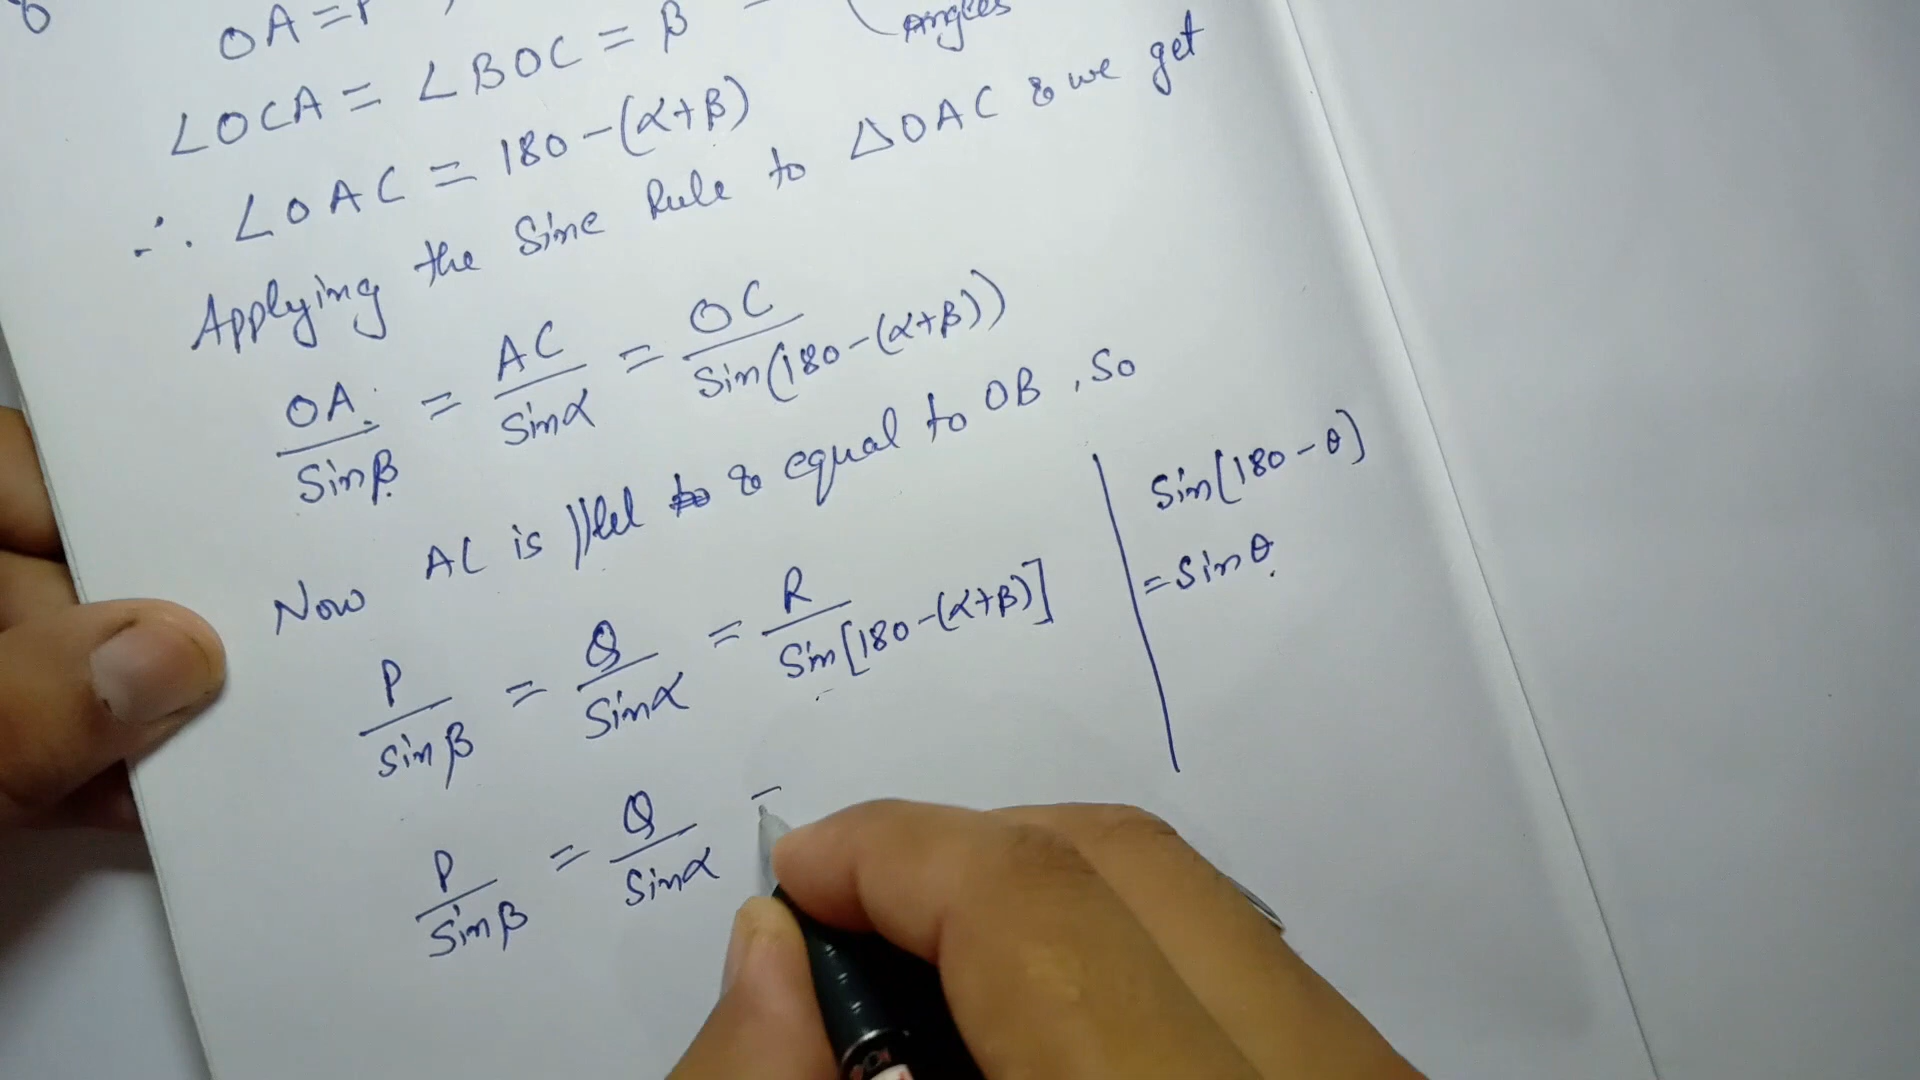 OA = P
∠OCA = ∠BOC = β
Angles
∴ ∠OAC = 180 - (α+β)
Applying the Sine Rule to △OAC & we get
OA/Sinβ = AC/Sinα = OC/Sin(180-(α+β))
Now AC is ||lel to & equal to OB, So
P/Sinβ = Q/Sinα = R/Sin[180-(α+β)]
P/Sinβ = Q/Sinα
Sin[180-θ]
= Sinθ